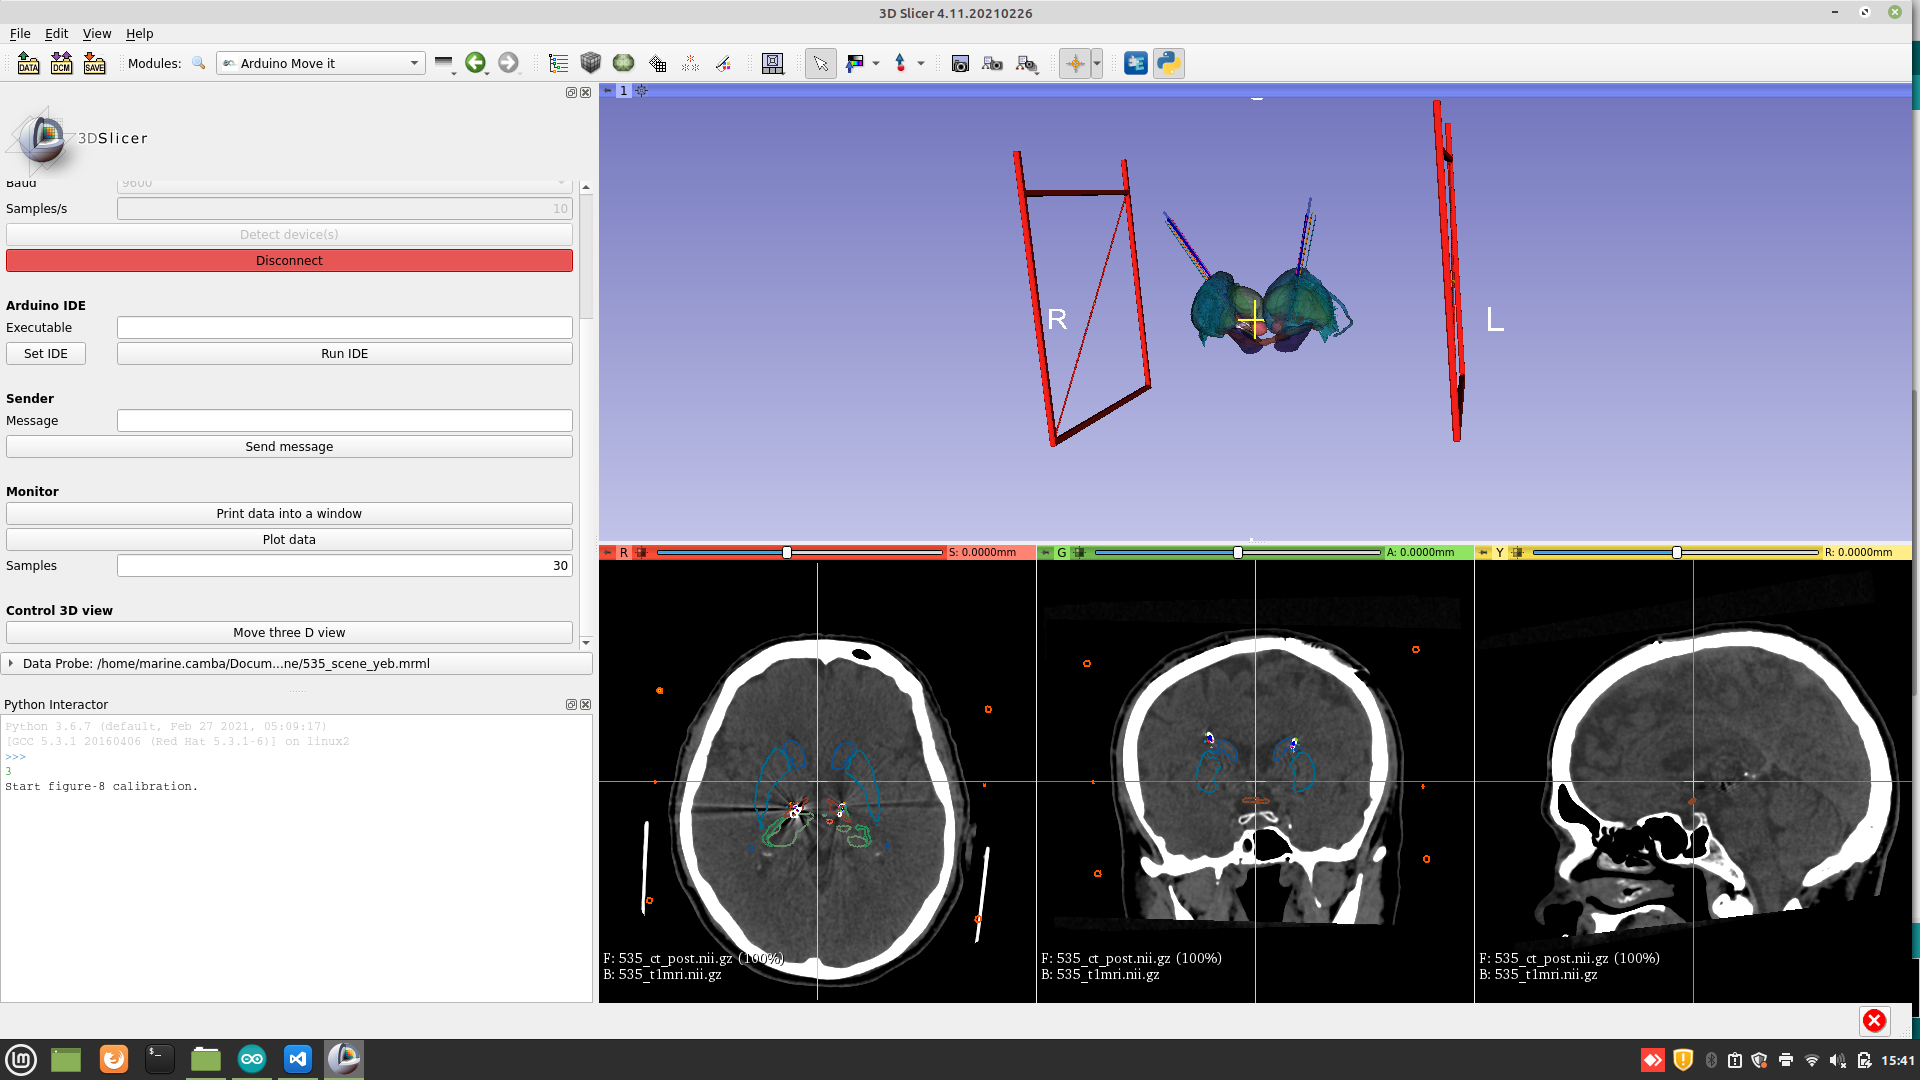 3D Slicer 4.11.20210226
File Edit View Help
DATA DCM SAVE Modules: Arduino Move it
1
3DSlicer
Baud 9600
Samples/s 10
Detect device(s)
Disconnect
Arduino IDE
Executable
Set IDE Run IDE
Sender
Message
Send message
Monitor
Print data into a window
Plot data
Samples 30
Control 3D view
Move three D view
Data Probe: /home/marine.camba/Docum...ne/535_scene_yeb.mrml
Python Interactor
Python 3.6.7 (default, Feb 27 2021, 05:09:17)
[GCC 5.3.1 20160406 (Red Hat 5.3.1-6)] on linux2
>>>
3
Start figure-8 calibration.
R L
R S: 0.0000mm
G A: 0.0000mm
Y R: 0.0000mm
F: 535_ct_post.nii.gz (100%)
B: 535_t1mri.nii.gz
F: 535_ct_post.nii.gz (100%)
B: 535_t1mri.nii.gz
F: 535_ct_post.nii.gz (100%)
B: 535_t1mri.nii.gz
15:41